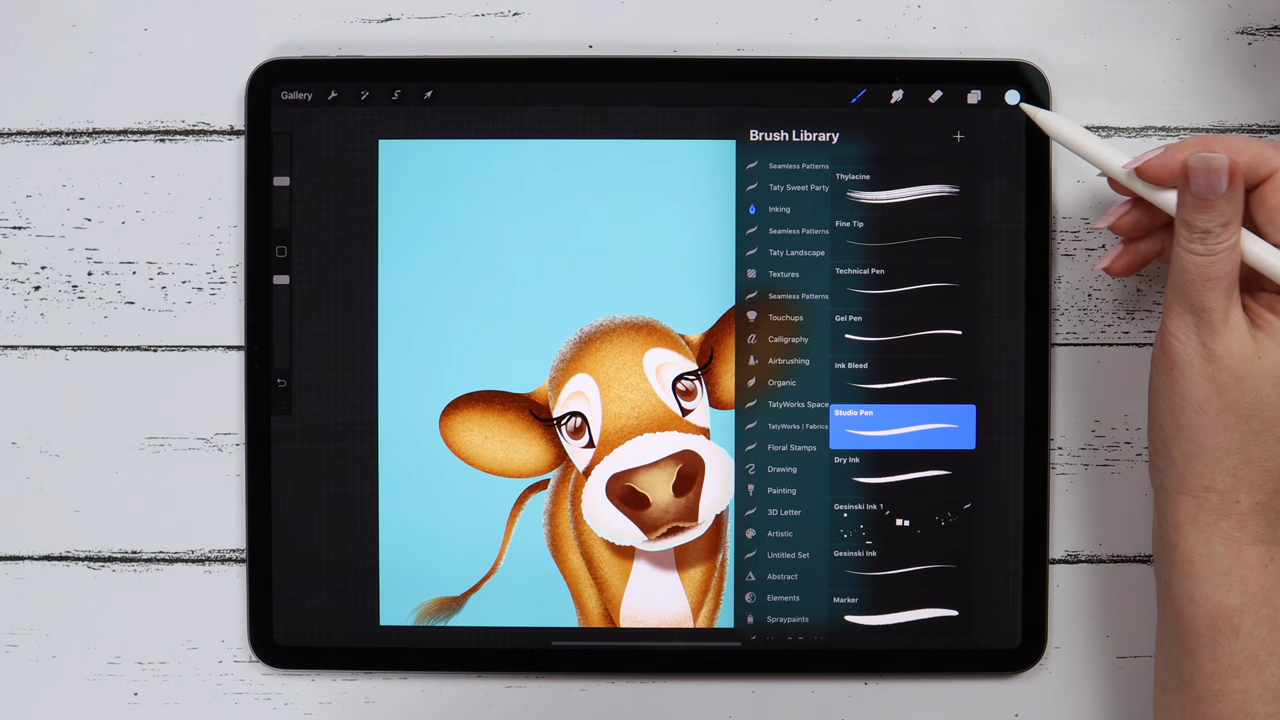 Gallery
Brush Library
Seamless Patterns
Taty Sweet Party
Inking
Seamless Patterns
Taty Landscape
Textures
Seamless Patterns
Touchups
Calligraphy
Airbrushing
Organic
TatyWorks Space
TatyWorks | Fabrics
Floral Stamps
Drawing
Painting
3D Letter
Artistic
Untitled Set
Abstract
Elements
Spraypaints
Thylacine
Fine Tip
Technical Pen
Gel Pen
Ink Bleed
Studio Pen
Dry Ink
Gesinski Ink 1
Gesinski Ink
Marker